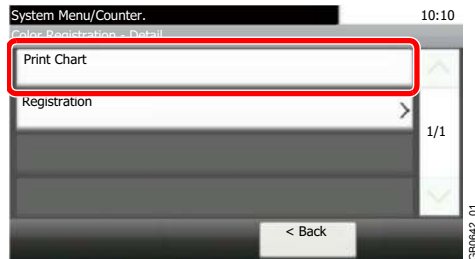 System Menu/Counter. 10:10
Color Registration - Detail
Print Chart
Registration
1/1
< Back
GB0642_01